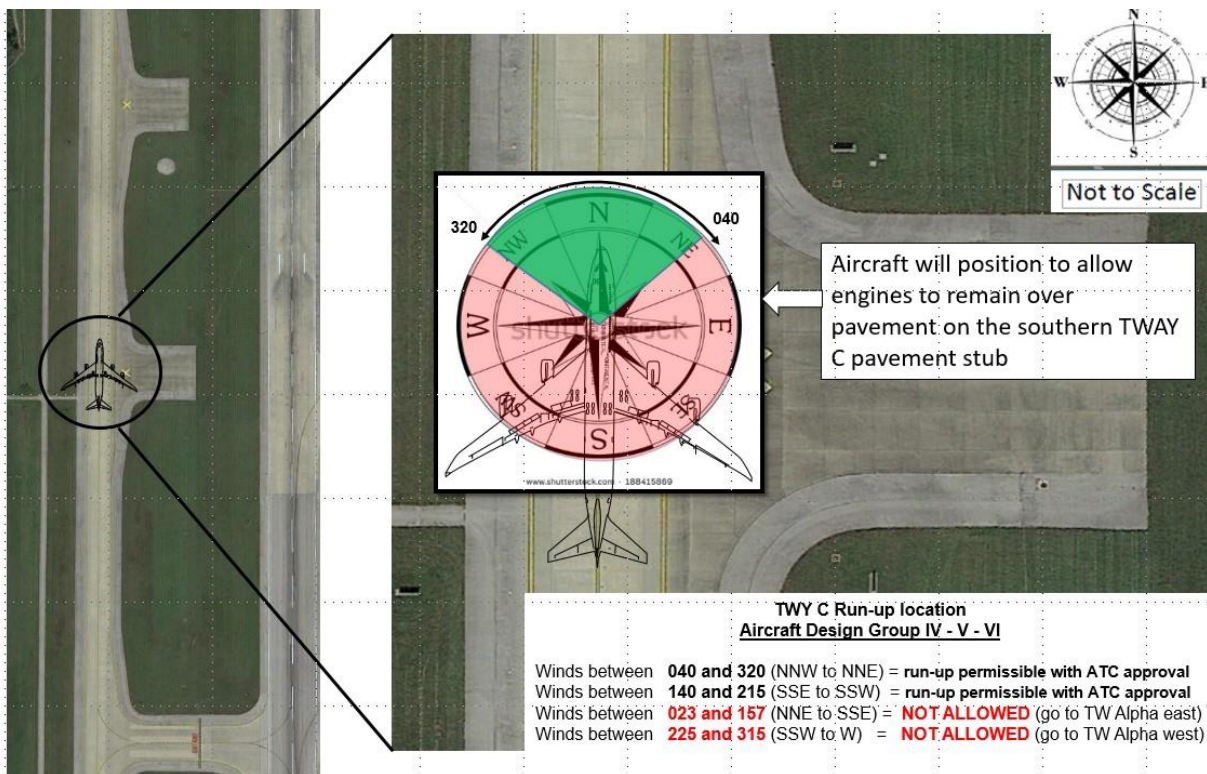 N
W
S
Not to Scale
320
040
N
NW
NE
W
shutterstock
E
SW
SE
S
www.shutterstock.com · 188415869
Aircraft will position to allow
engines to remain over
pavement on the southern TWAY
C pavement stub
TWY C Run-up location
Aircraft Design Group IV - V - VI
Winds between 040 and 320 (NNW to NNE) = run-up permissible with ATC approval
Winds between 140 and 215 (SSE to SSW) = run-up permissible with ATC approval
Winds between 023 and 157 (NNE to SSE) = NOT ALLOWED (go to TW Alpha east)
Winds between 225 and 315 (SSW to W) = NOT ALLOWED (go to TW Alpha west)